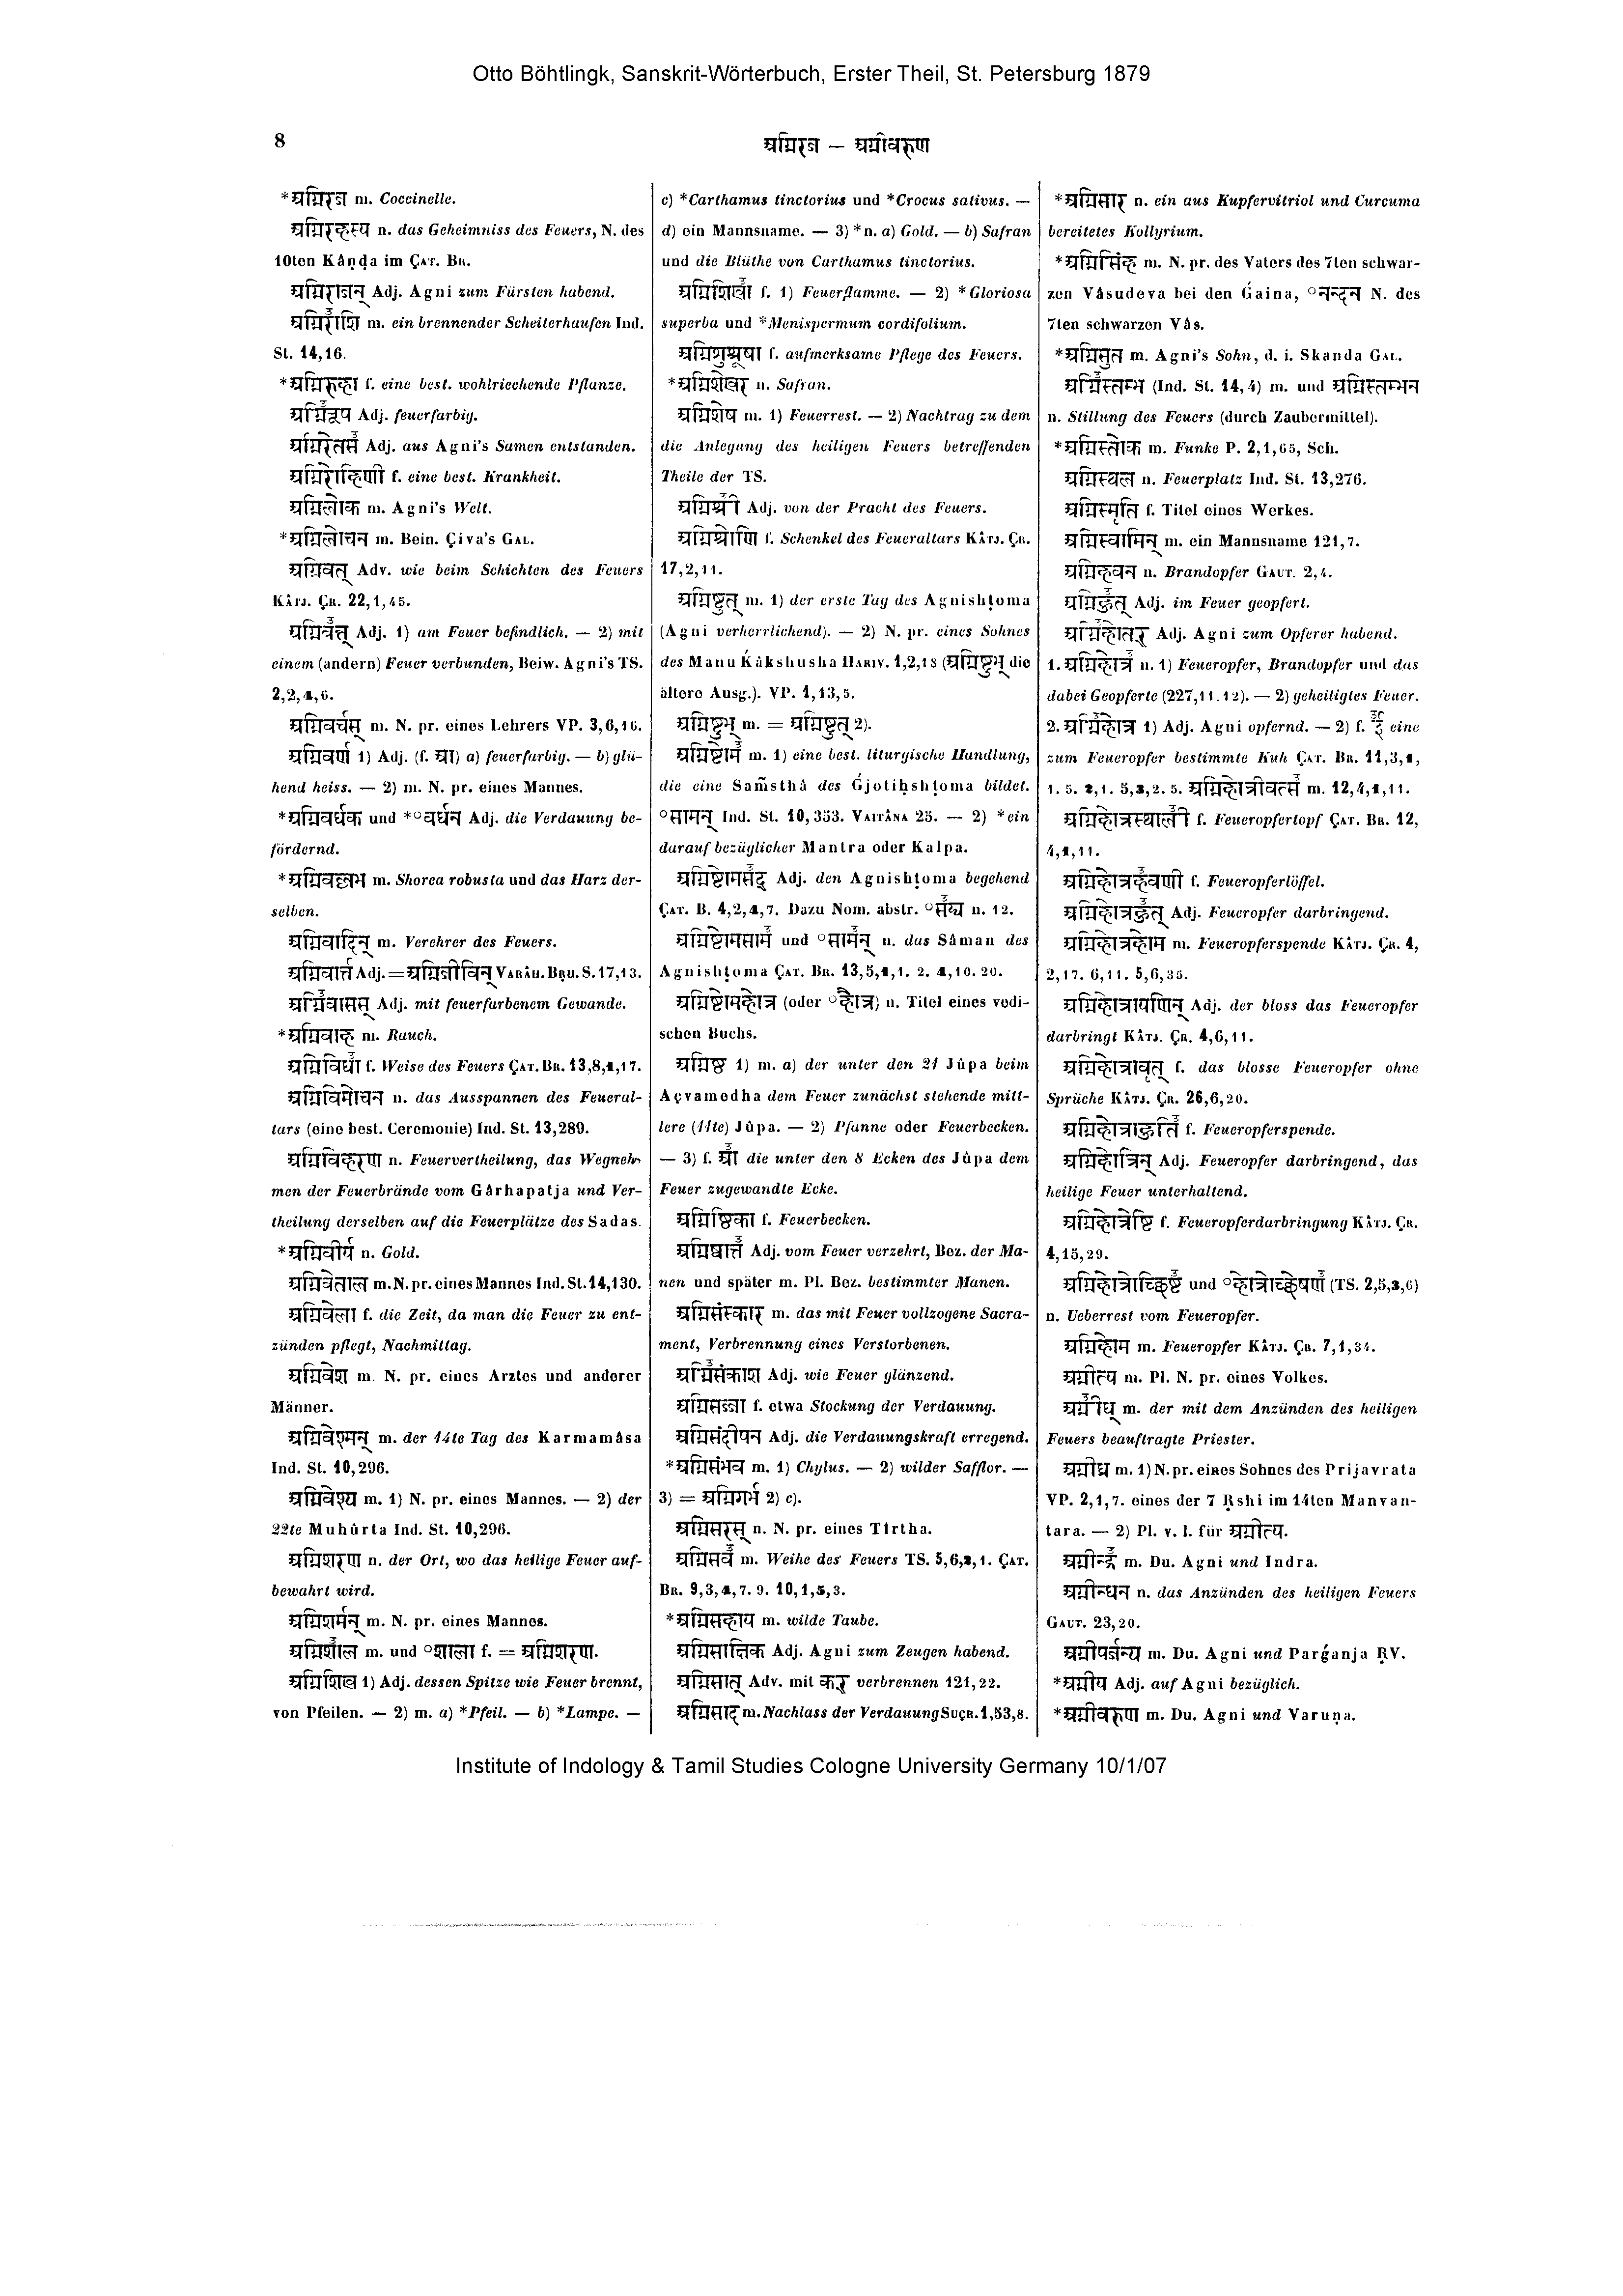 Otto Böhtlingk, Sanskrit-Wörterbuch, Erster Theil, St. Petersburg 1879
8
अग्निरज — अग्नीवरुण
*अग्निरज m. Coccinelle.
अग्निरहस्य n. das Geheimniss des Feuers, N. des
10ten Kâṇḍa im ÇAT. BR.
अग्निराजन् Adj. Agni zum Fürsten habend.
अग्निराशि m. ein brennender Scheiterhaufen Ind.
St. 14,16.
*अग्निरुहा f. eine best. wohlriechende Pflanze.
अग्निरूप Adj. feuerfarbig.
अग्निरेतस Adj. aus Agni's Samen entstanden.
अग्निरोहिणी f. eine best. Krankheit.
अग्निलोक m. Agni's Welt.
*अग्निलोचन m. Bein. Çiva's GAL.
अग्निवत् Adv. wie beim Schichten des Feuers
KÂTJ. ÇR. 22,1,45.
अग्निवत् Adj. 1) am Feuer befindlich. — 2) mit
einem (andern) Feuer verbunden, Beiw. Agni's TS.
2,2,4,6.
अग्निवर्चस् m. N. pr. eines Lehrers VP. 3,6,16.
अग्निवर्ण 1) Adj. (f. आ) a) feuerfarbig. — b) glü-
hend heiss. — 2) m. N. pr. eines Mannes.
*अग्निवर्धक und *°वर्धन Adj. die Verdauung be-
fördernd.
*अग्निवल्लभ m. Shorea robusta und das Harz der-
selben.
अग्निवादिन् m. Verehrer des Feuers.
अग्निवार्त्त Adj. = अग्निजीविन् VARÂH. BṚH. S. 17,13.
अग्निवासस् Adj. mit feuerfarbenem Gewande.
*अग्निवाह m. Rauch.
अग्निविधा f. Weise des Feuers ÇAT. BR. 13,8,1,17.
अग्निविमोचन n. das Ausspannen des Feueral-
tars (eine best. Ceremonie) Ind. St. 13,289.
अग्निविहरण n. Feuervertheilung, das Wegneh-
men der Feuerbrände vom Gârhapatja und Ver-
theilung derselben auf die Feuerplätze des Sadas.
*अग्निवीर्य n. Gold.
अग्निवेताल m. N. pr. eines Mannes Ind. St. 14,130.
अग्निवेला f. die Zeit, da man die Feuer zu ent-
zünden pflegt, Nachmittag.
अग्निवेश m. N. pr. eines Arztes und anderer
Männer.
अग्निवेश्मन् m. der 14te Tag des Karmamâsa
Ind. St. 10,296.
अग्निवेश्य m. 1) N. pr. eines Mannes. — 2) der
22te Muhûrta Ind. St. 10,296.
अग्निशरण n. der Ort, wo das heilige Feuer auf-
bewahrt wird.
अग्निशर्मन् m. N. pr. eines Mannes.
अग्निशाल m. und °शाला f. = अग्निशरण.
अग्निशिख 1) Adj. dessen Spitze wie Feuer brennt,
von Pfeilen. — 2) m. a) *Pfeil. — b) *Lampe. —
c) *Carthamus tinctorius und *Crocus sativus. —
d) ein Mannsname. — 3) *n. a) Gold. — b) Safran
und die Blüthe von Carthamus tinctorius.
अग्निशिखा f. 1) Feuerflamme. — 2) *Gloriosa
superba und *Menispermum cordifolium.
अग्निशुश्रूषा f. aufmerksame Pflege des Feuers.
*अग्निशेखर n. Safran.
अग्निशेष m. 1) Feuerrest. — 2) Nachtrag zu dem
die Anlegung des heiligen Feuers betreffenden
Theile der TS.
अग्निश्री Adj. von der Pracht des Feuers.
अग्निश्रोणि f. Schenkel des Feueraltars KÂTJ. ÇR.
17,2,11.
अग्निष्टुत् m. 1) der erste Tag des Agnishṭoma
(Agni verherrlichend). — 2) N. pr. eines Sohnes
des Manu Kâkshusha HARIV. 1,2,18 (अग्निष्टुभ् die
ältere Ausg.). VP. 1,13,5.
अग्निष्टुभ् m. = अग्निष्टुत् 2).
अग्निष्टोम m. 1) eine best. liturgische Handlung,
die eine Saṁsthâ des Gjotiḥshṭoma bildet.
°सामन् Ind. St. 10,353. VAITÂNA 25. — 2) *ein
darauf bezüglicher Mantra oder Kalpa.
अग्निष्टोमसद् Adj. den Agnishṭoma begehend
ÇAT. B. 4,2,4,7. Dazu Nom. abstr. °सद्य n. 12.
अग्निष्टोमसाम und °सामन् n. das Sâman des
Agnishṭoma ÇAT. BR. 13,5,1,1. 2. 4,10. 20.
अग्निष्टोमहोत्र (oder °हौत्र) n. Titel eines vedi-
schen Buchs.
अग्निष्ठ 1) m. a) der unter den 21 Jûpa beim
Açvamedha dem Feuer zunächst stehende mitt-
lere (11te) Jûpa. — 2) Pfanne oder Feuerbecken.
— 3) f. आ die unter den 8 Ecken des Jûpa dem
Feuer zugewandte Ecke.
अग्निष्ठिका f. Feuerbecken.
अग्निष्वात्त Adj. vom Feuer verzehrt, Bez. der Ma-
nen und später m. Pl. Bez. bestimmter Manen.
अग्निसंस्कार m. das mit Feuer vollzogene Sacra-
ment, Verbrennung eines Verstorbenen.
अग्निसंकाश Adj. wie Feuer glänzend.
अग्निसज्जा f. etwa Stockung der Verdauung.
अग्निसंदीपन Adj. die Verdauungskraft erregend.
*अग्निसंभव m. 1) Chylus. — 2) wilder Safflor. —
3) = अग्निगर्भ 2) c).
अग्निसरस् n. N. pr. eines Tîrtha.
अग्निसव m. Weihe des Feuers TS. 5,6,2,1. ÇAT.
BR. 9,3,4,7. 9. 10,1,5,3.
*अग्निसहाय m. wilde Taube.
अग्निसाक्षिक Adj. Agni zum Zeugen habend.
अग्निसात् Adv. mit कर् verbrennen 121,22.
अग्निसाद m. Nachlass der Verdauung SUÇR. 1,53,8.
*अग्निसार n. ein aus Kupfervitriol und Curcuma
bereitetes Kollyrium.
*अग्निसिंह m. N. pr. des Vaters des 7ten schwar-
zen Vâsudeva bei den Ǵaina, °नन्दन N. des
7ten schwarzen Vâs.
*अग्निसुत m. Agni's Sohn, d. i. Skanda GAL.
अग्निस्तम्भ (Ind. St. 14,4) m. und अग्निस्तम्भन
n. Stillung des Feuers (durch Zaubermittel).
*अग्निस्तोक m. Funke P. 2,1,65, Sch.
अग्निस्थल n. Feuerplatz Ind. St. 13,276.
अग्निस्मृति f. Titel eines Werkes.
अग्निस्वामिन् m. ein Mannsname 121,7.
अग्निहवन n. Brandopfer GAUT. 2,4.
अग्निहुत् Adj. im Feuer geopfert.
अग्निहोतर् Adj. Agni zum Opferer habend.
1. अग्निहोत्र n. 1) Feueropfer, Brandopfer und das
dabei Geopferte (227,11.12). — 2) geheiligtes Feuer.
2. अग्निहोत्र 1) Adj. Agni opfernd. — 2) f. ई eine
zum Feueropfer bestimmte Kuh ÇAT. BR. 11,3,1,
1. 5. 2,1. 5,3,2. 5. अग्निहोत्रीवत्स m. 12,4,1,11.
अग्निहोत्रस्थाली f. Feueropfertopf ÇAT. BR. 12,
4,1,11.
अग्निहोत्रहवणी f. Feueropferlöffel.
अग्निहोत्रहुत् Adj. Feueropfer darbringend.
अग्निहोत्रहोम m. Feueropferspende KÂTJ. ÇR. 4,
2,17. 6,11. 5,6,35.
अग्निहोत्रायणिन् Adj. der bloss das Feueropfer
darbringt KÂTJ. ÇR. 4,6,11.
अग्निहोत्रावृत् f. das blosse Feueropfer ohne
Sprüche KÂTJ. ÇR. 26,6,20.
अग्निहोत्राहुति f. Feueropferspende.
अग्निहोत्रिन् Adj. Feueropfer darbringend, das
heilige Feuer unterhaltend.
अग्निहोत्रेष्टि f. Feueropferdarbringung KÂTJ. ÇR.
4,15,29.
अग्निहोत्रोच्छिष्ट und °होत्रोच्छेषण (TS. 2,5,3,6)
n. Ueberrest vom Feueropfer.
अग्निहोम m. Feueropfer KÂTJ. ÇR. 7,1,34.
अग्नीत्य m. Pl. N. pr. eines Volkes.
अग्नीध् m. der mit dem Anzünden des heiligen
Feuers beauftragte Priester.
अग्नीध्र m. 1) N. pr. eines Sohnes des Prijavrata
VP. 2,1,7. eines der 7 Ṛshi im 14ten Manvan-
tara. — 2) Pl. v. l. für अग्नीत्य.
अग्नीन्द्र m. Du. Agni und Indra.
अग्नीन्धन n. das Anzünden des heiligen Feuers
GAUT. 23,20.
अग्नीपर्जन्य m. Du. Agni und Parǵanja ṚV.
*अग्नीय Adj. auf Agni bezüglich.
*अग्नीवरुण m. Du. Agni und Varuṇa.
Institute of Indology & Tamil Studies Cologne University Germany 10/1/07